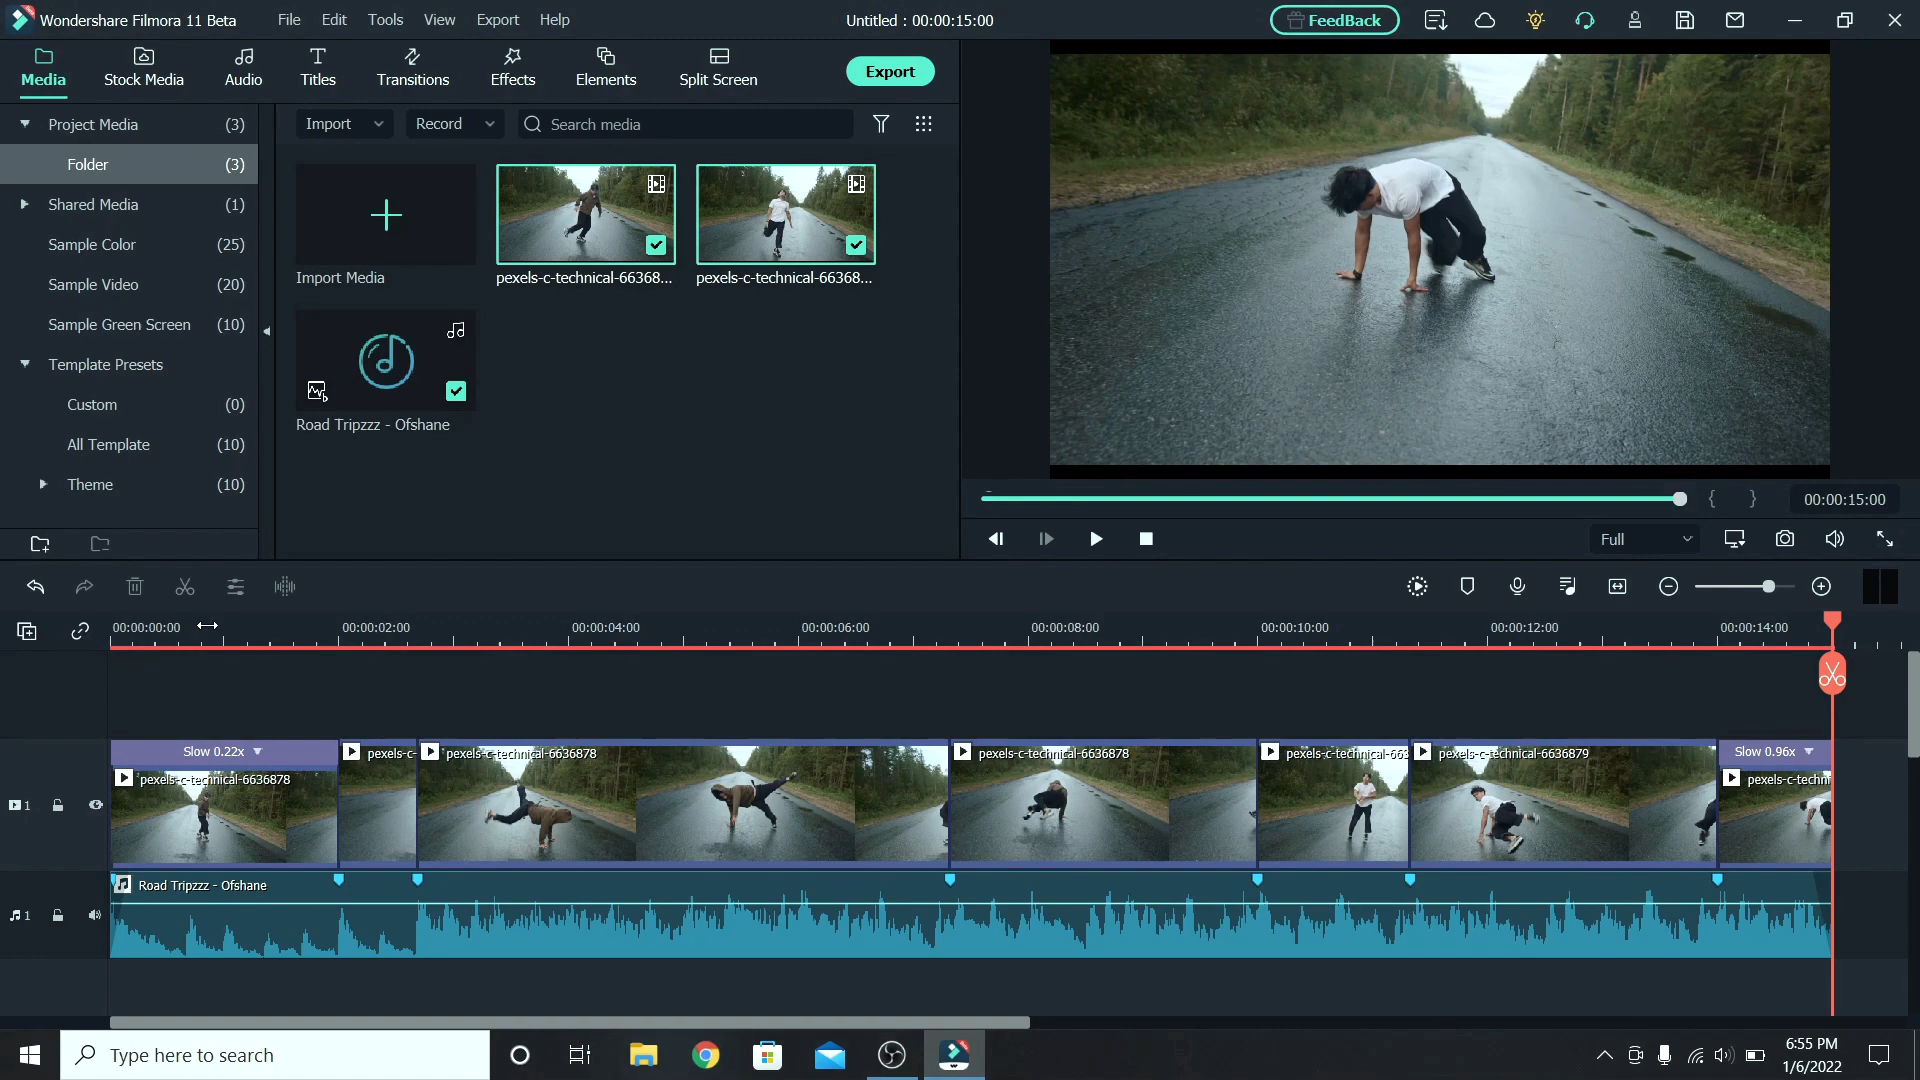 Wondershare Filmora 11 Beta
File Edit Tools View Export Help
Untitled : 00:00:15:00
FeedBack
Media
Stock Media
Audio
Titles
Transitions
Effects
Elements
Split Screen
Export
Project Media (3)
Folder (3)
Shared Media (1)
Sample Color (25)
Sample Video (20)
Sample Green Screen (10)
Template Presets
Custom (0)
All Template (10)
Theme (10)
Import
Record
Search media
Import Media
pexels-c-technical-66368...
pexels-c-technical-66368...
Road Tripzzz - Ofshane
{ } 00:00:15:00
Full
00:00:00:00 00:00:02:00 00:00:04:00 00:00:06:00 00:00:08:00 00:00:10:00 00:00:12:00 00:00:14:00
Slow 0.22x
pexels-c-technical-6636878
pexels-c-
pexels-c-technical-6636878
pexels-c-technical-6636878
pexels-c-technical-663
pexels-c-technical-6636879
Slow 0.96x
pexels-c-techni
1
Road Tripzzz - Ofshane
1
Type here to search
6:55 PM
1/6/2022